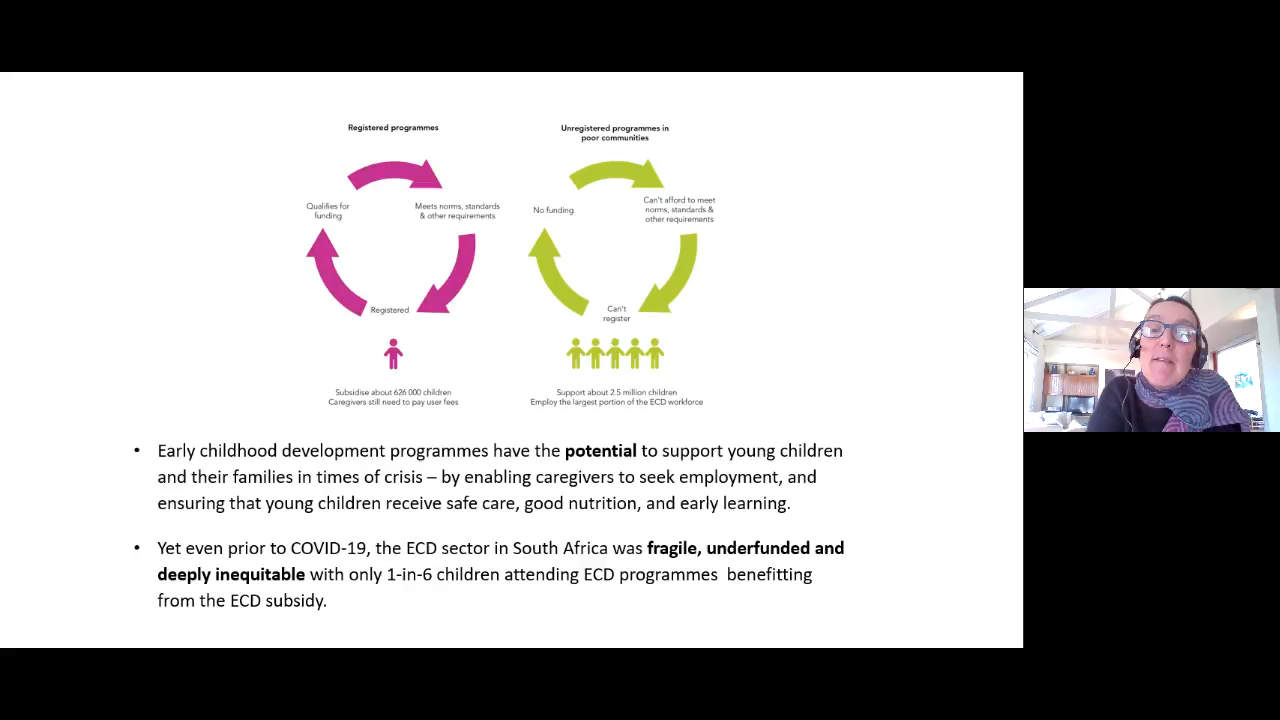 Registered programmes
Qualifies for
funding
Meets norms, standards
& other requirements
Registered
Subsidise about 626 000 children
Caregivers still need to pay user fees
Unregistered programmes in
poor communities
No funding
Can't afford to meet
norms, standards &
other requirements
Can't
register
Support about 2.5 million children
Employ the largest portion of the ECD workforce
• Early childhood development programmes have the potential to support young children
and their families in times of crisis – by enabling caregivers to seek employment, and
ensuring that young children receive safe care, good nutrition, and early learning.
• Yet even prior to COVID-19, the ECD sector in South Africa was fragile, underfunded and
deeply inequitable with only 1-in-6 children attending ECD programmes benefitting
from the ECD subsidy.